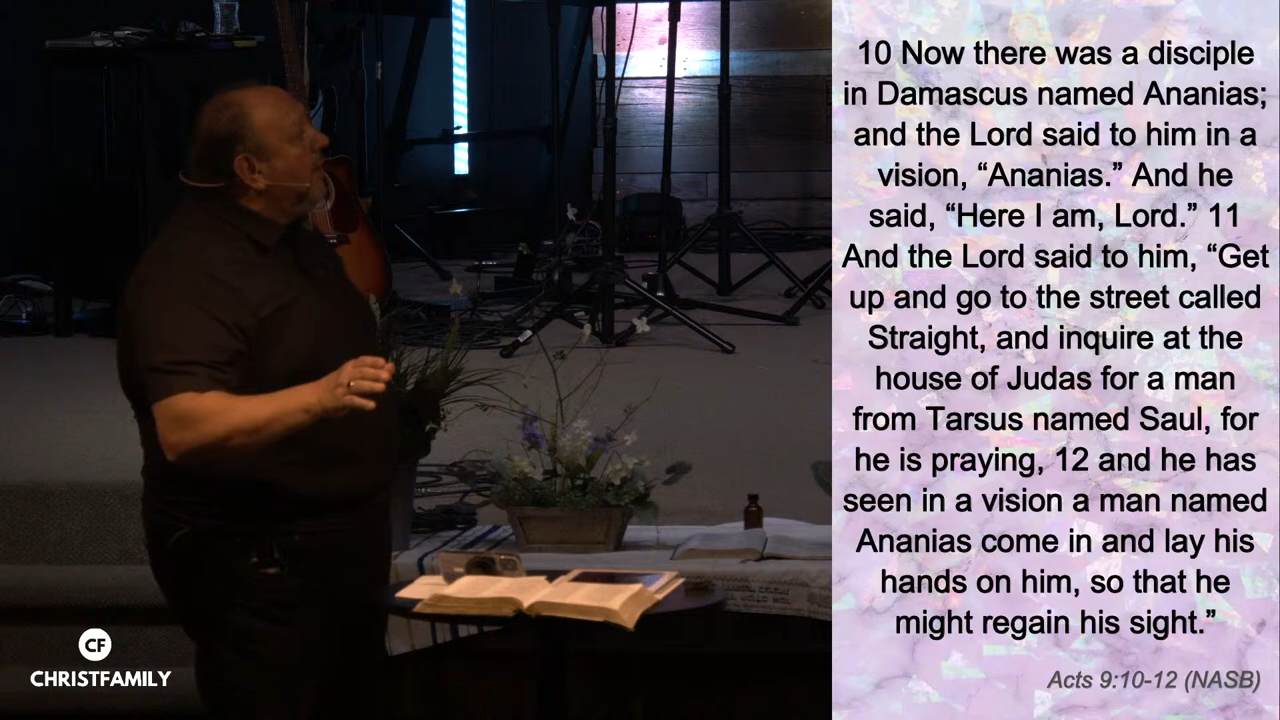 10 Now there was a disciple
in Damascus named Ananias;
and the Lord said to him in a
vision, “Ananias.” And he
said, “Here I am, Lord.” 11
And the Lord said to him, “Get
up and go to the street called
Straight, and inquire at the
house of Judas for a man
from Tarsus named Saul, for
he is praying, 12 and he has
seen in a vision a man named
Ananias come in and lay his
hands on him, so that he
might regain his sight.”
Acts 9:10-12 (NASB)
CF
CHRISTFAMILY